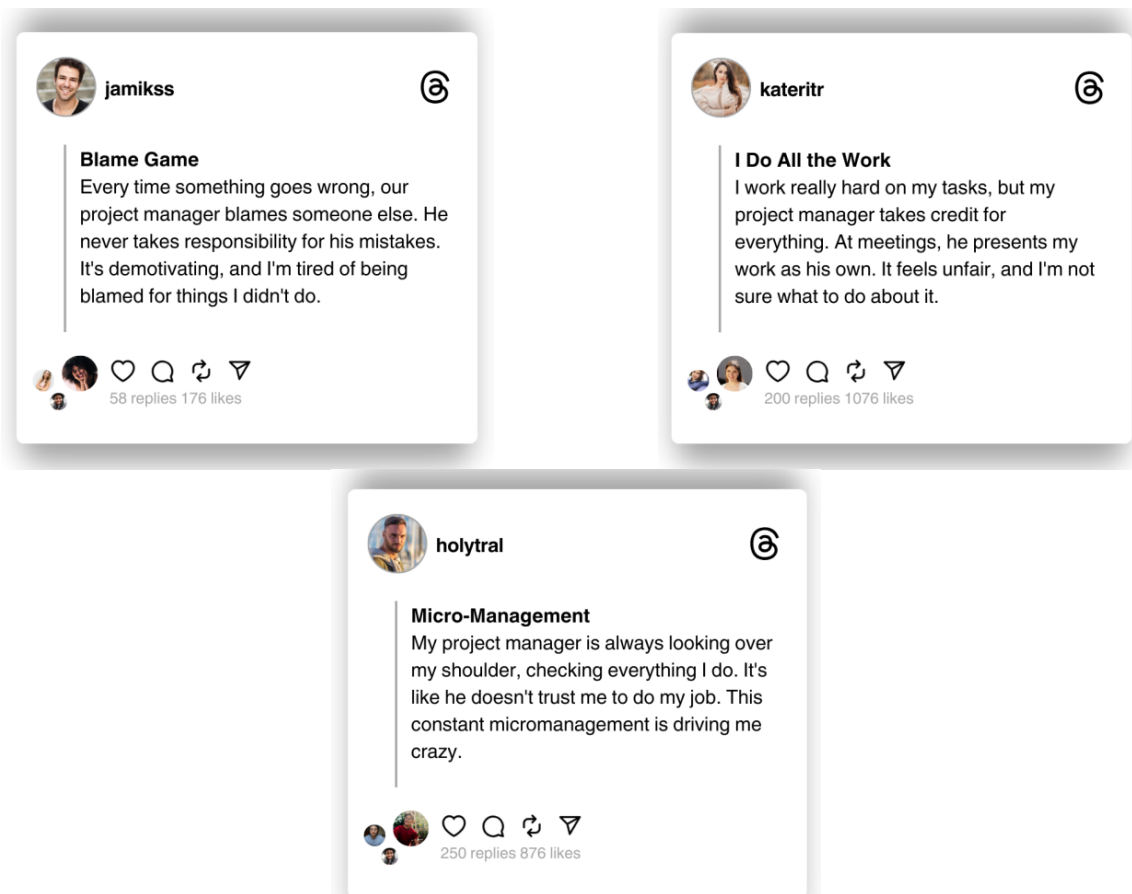 jamikss
Blame Game
Every time something goes wrong, our
project manager blames someone else. He
never takes responsibility for his mistakes.
It's demotivating, and I'm tired of being
blamed for things I didn't do.
58 replies 176 likes
kateritr
I Do All the Work
I work really hard on my tasks, but my
project manager takes credit for
everything. At meetings, he presents my
work as his own. It feels unfair, and I'm not
sure what to do about it.
200 replies 1076 likes
holytral
Micro-Management
My project manager is always looking over
my shoulder, checking everything I do. It's
like he doesn't trust me to do my job. This
constant micromanagement is driving me
crazy.
250 replies 876 likes